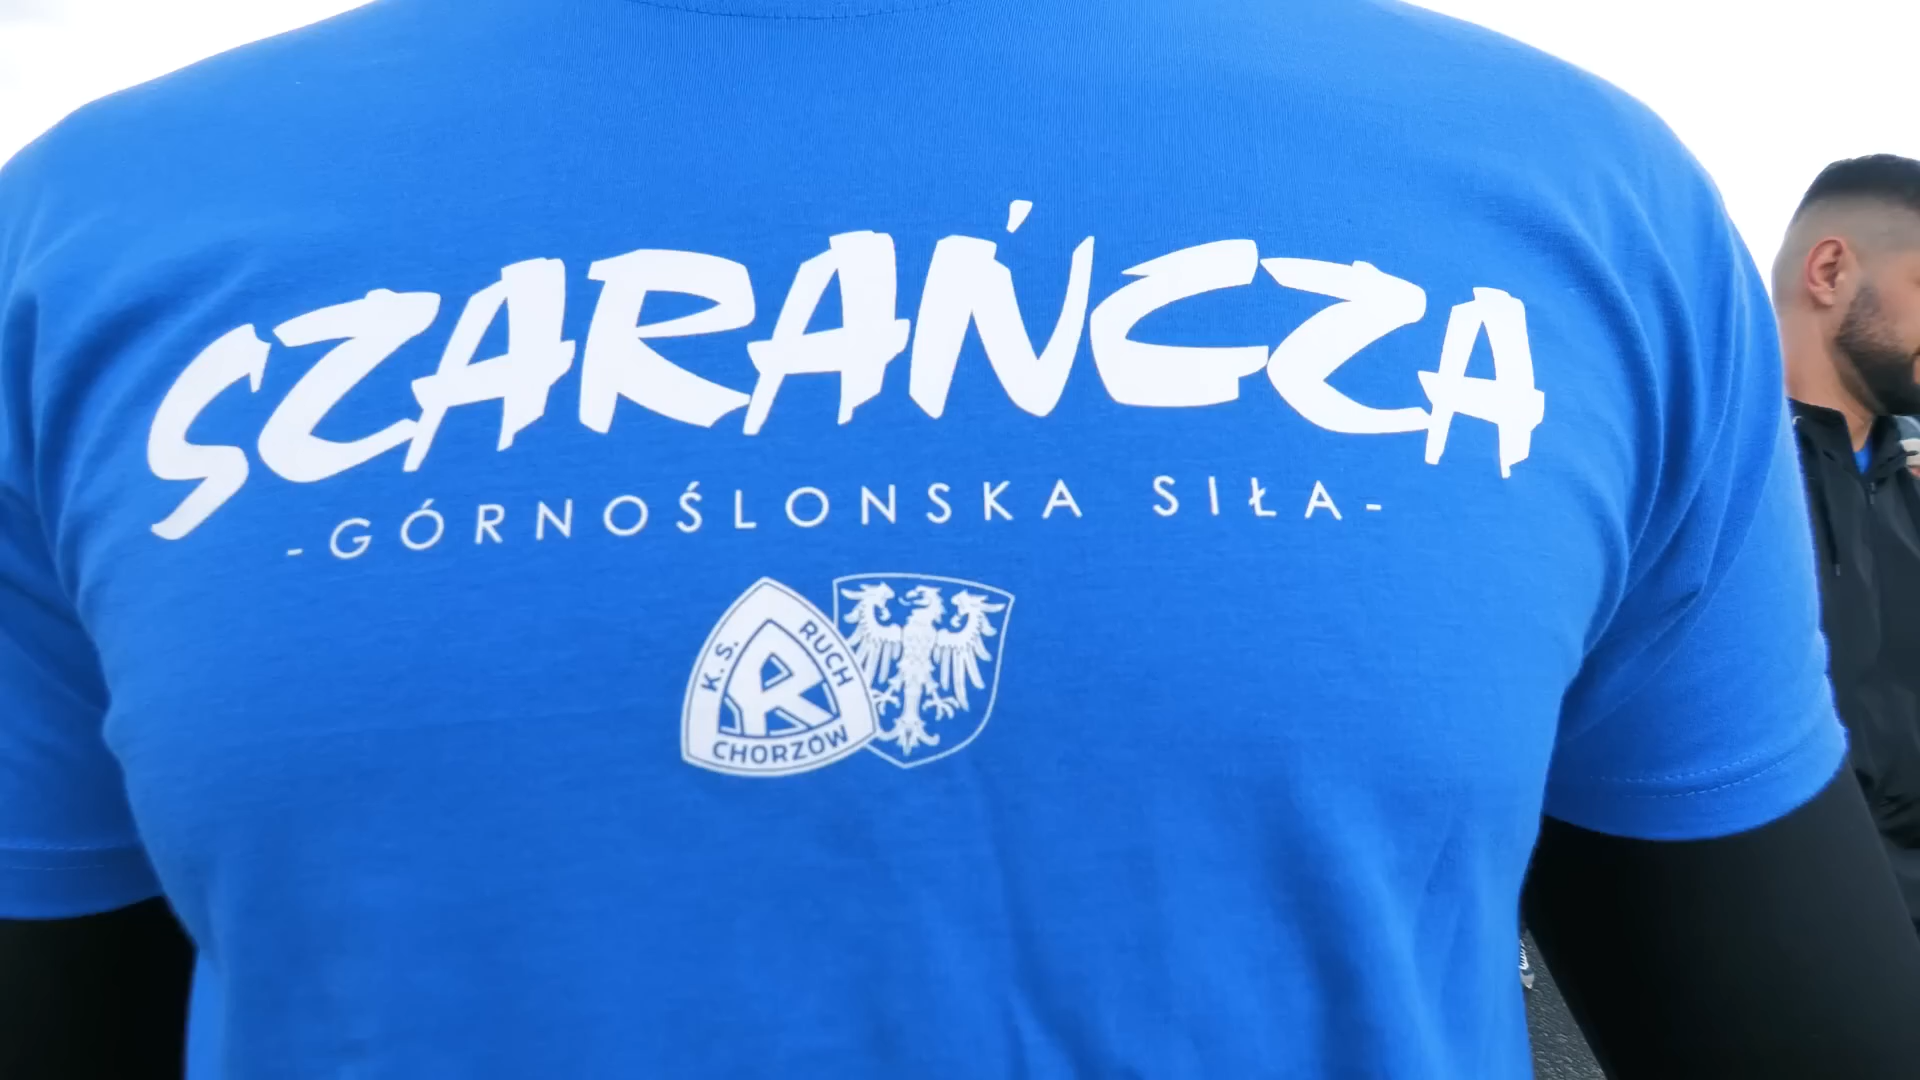 SZARAŃCZA
-GÓRNOŚLONSKA SIŁA-
K.S. RUCH
R
CHORZÓW